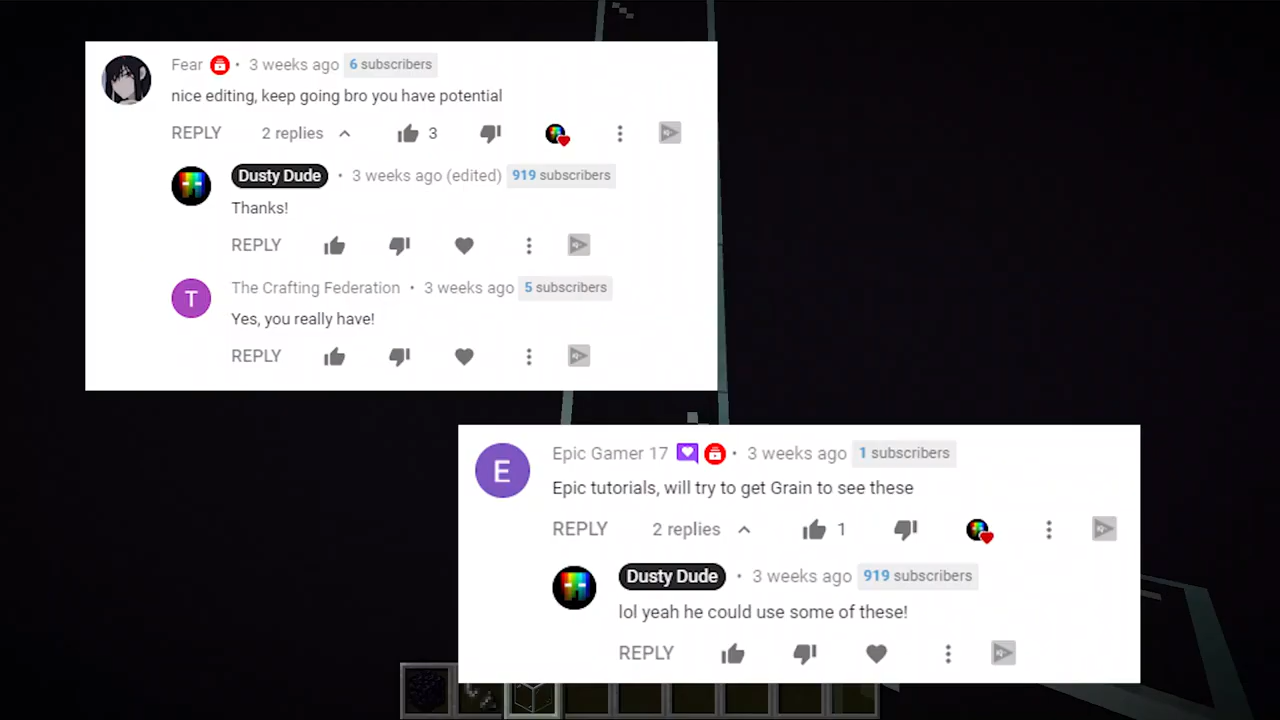 Fear • 3 weeks ago 6 subscribers
nice editing, keep going bro you have potential
REPLY 2 replies 3
Dusty Dude • 3 weeks ago (edited) 919 subscribers
Thanks!
REPLY
T
The Crafting Federation • 3 weeks ago 5 subscribers
Yes, you really have!
REPLY
E
Epic Gamer 17 • 3 weeks ago 1 subscribers
Epic tutorials, will try to get Grain to see these
REPLY 2 replies 1
Dusty Dude • 3 weeks ago 919 subscribers
lol yeah he could use some of these!
REPLY